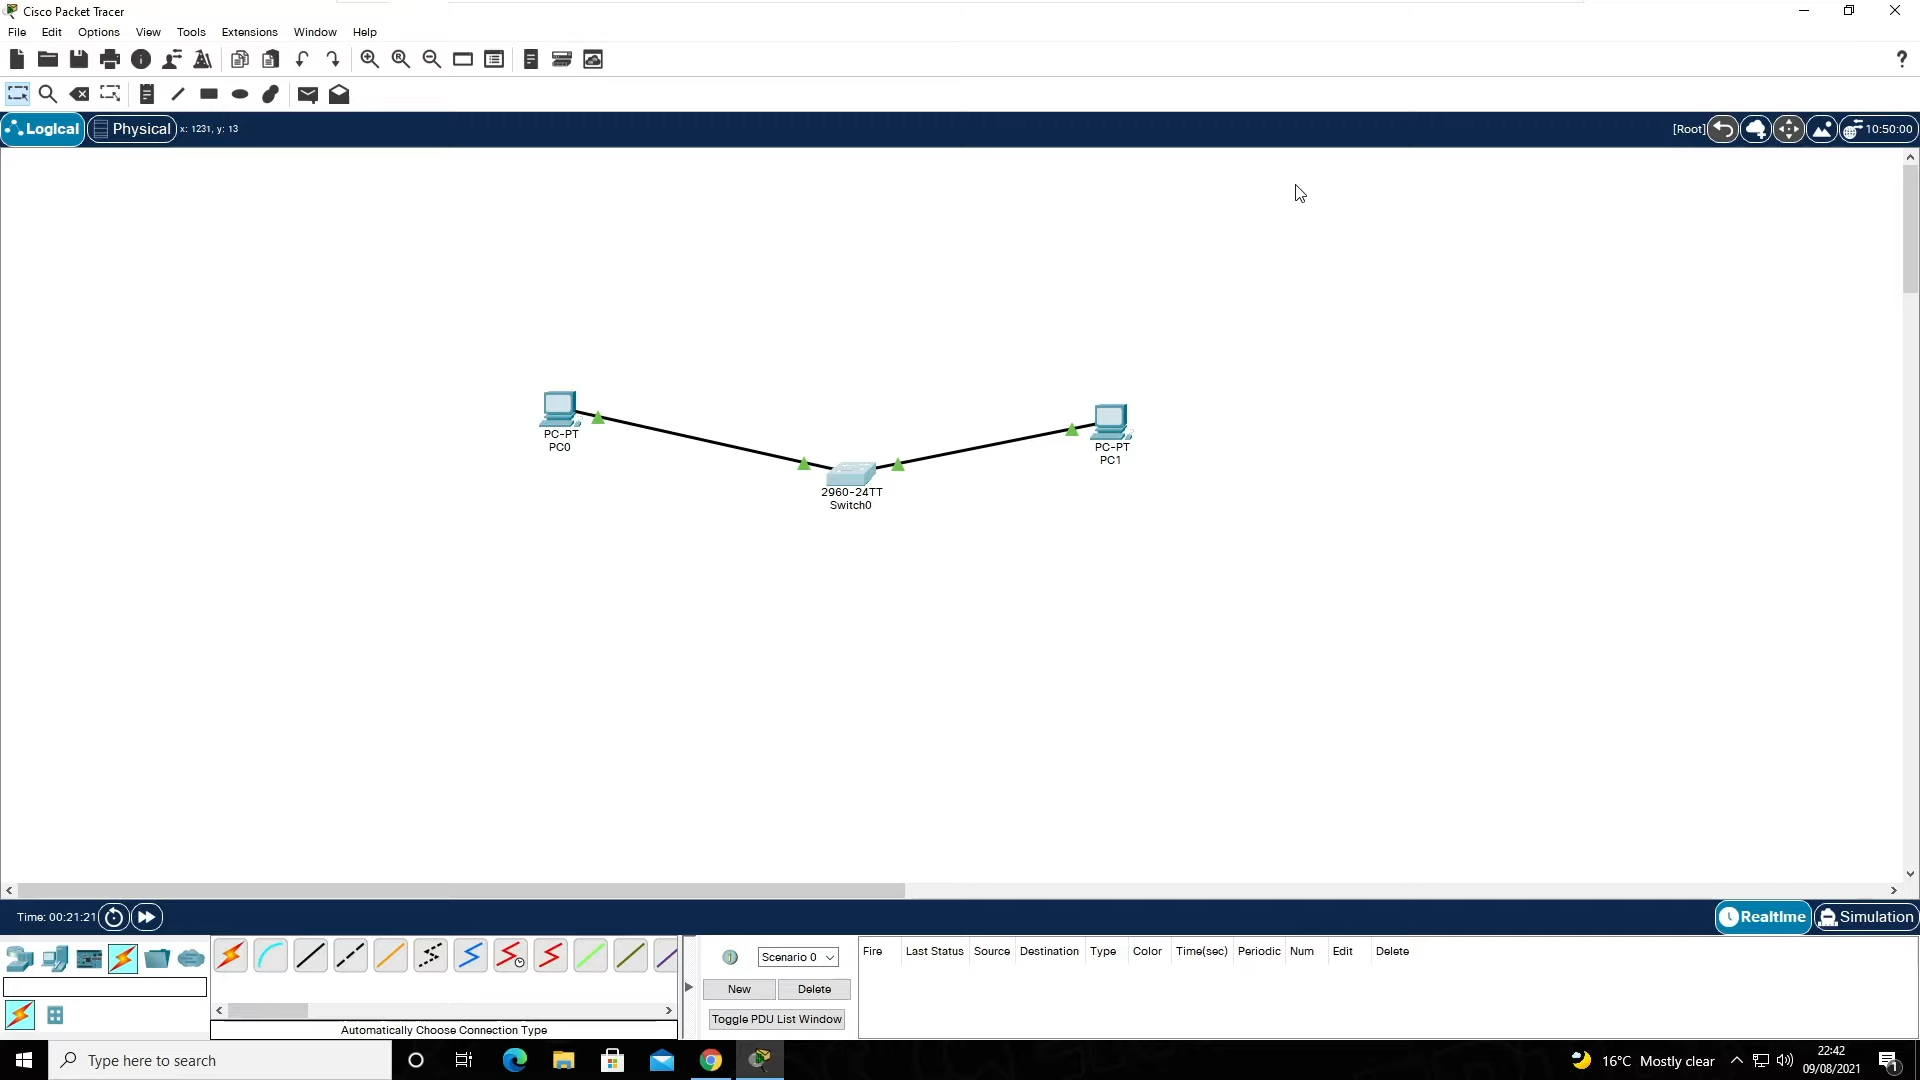 Cisco Packet Tracer
File Edit Options View Tools Extensions Window Help
Logical Physical x: 1231, y: 13 [Root] 10:50:00
PC-PT
PC0
PC-PT
PC1
2960-24TT
Switch0
Time: 00:21:21 Realtime Simulation
Scenario 0
New Delete
Toggle PDU List Window
Fire Last Status Source Destination Type Color Time(sec) Periodic Num Edit Delete
Automatically Choose Connection Type
Type here to search
16°C Mostly clear
22:42
09/08/2021
1